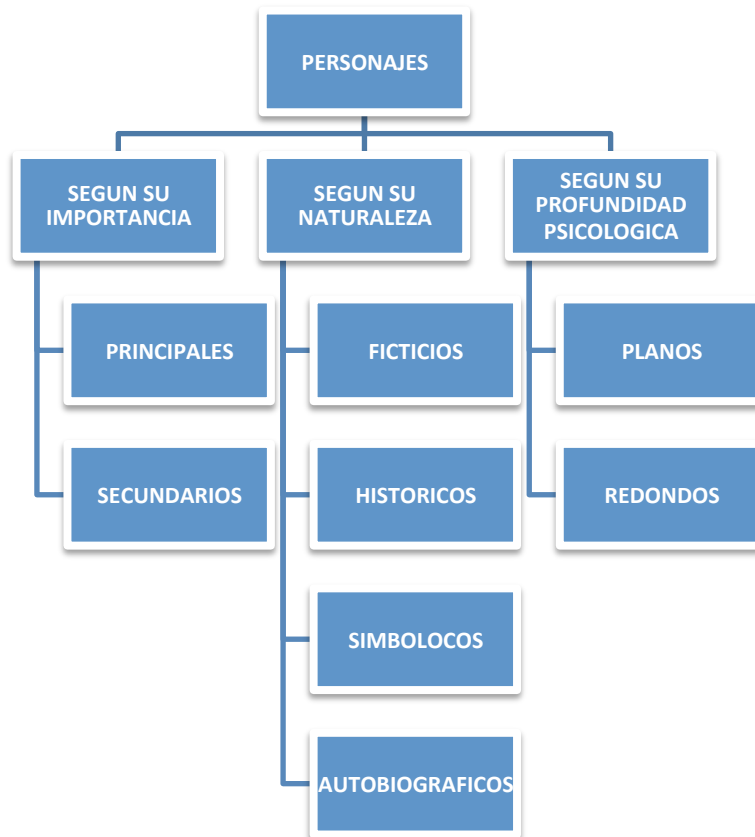 PERSONAJES
SEGUN SU
IMPORTANCIA
PRINCIPALES
SECUNDARIOS
SEGUN SU
NATURALEZA
FICTICIOS
HISTORICOS
SIMBOLOCOS
AUTOBIOGRAFICOS
SEGUN SU
PROFUNDIDAD
PSICOLOGICA
PLANOS
REDONDOS